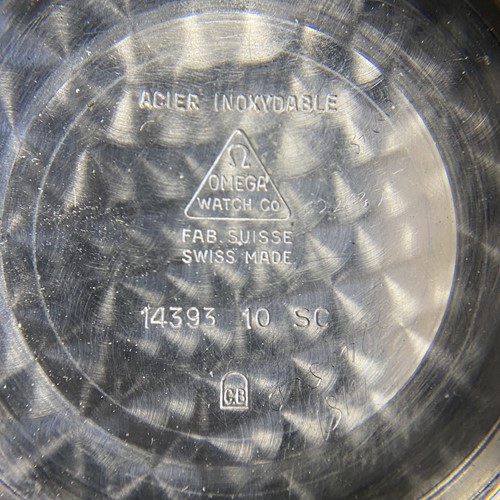 ACIER INOXYDABLE
Ω
OMEGA
WATCH Co
FAB. SUISSE
SWISS MADE
14393 10 SC
C.B